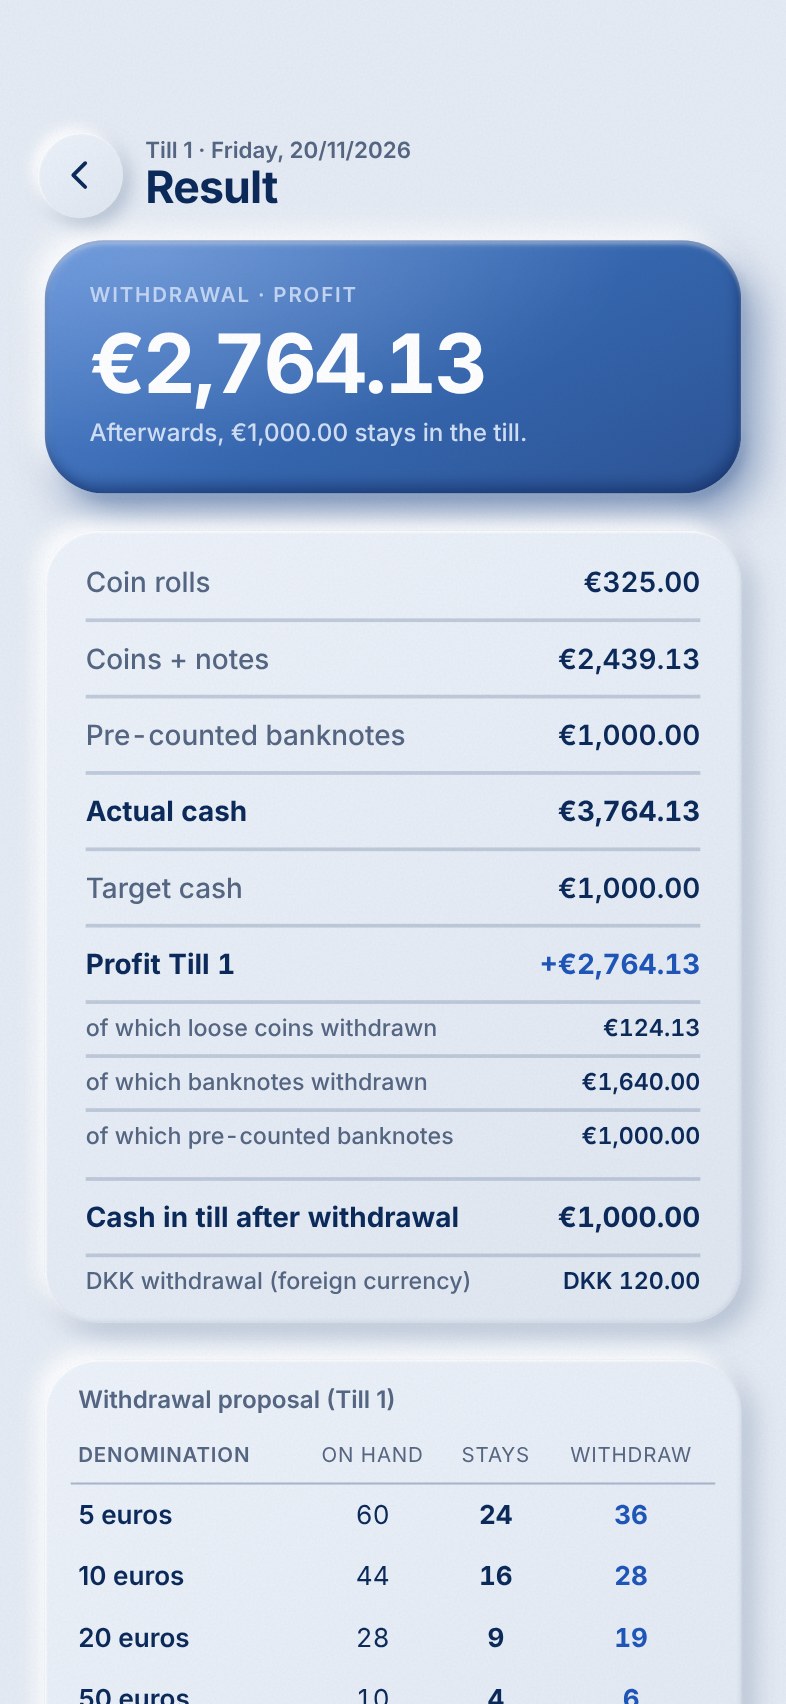 Till 1 · Friday, 20/11/2026
Result
WITHDRAWAL · PROFIT
€2,764.13
Afterwards, €1,000.00 stays in the till.
Coin rolls €325.00
Coins + notes €2,439.13
Pre-counted banknotes €1,000.00
Actual cash €3,764.13
Target cash €1,000.00
Profit Till 1 +€2,764.13
of which loose coins withdrawn €124.13
of which banknotes withdrawn €1,640.00
of which pre-counted banknotes €1,000.00
Cash in till after withdrawal €1,000.00
DKK withdrawal (foreign currency) DKK 120.00
Withdrawal proposal (Till 1)
DENOMINATION ON HAND STAYS WITHDRAW
5 euros 60 24 36
10 euros 44 16 28
20 euros 28 9 19
50 euros 10 4 6